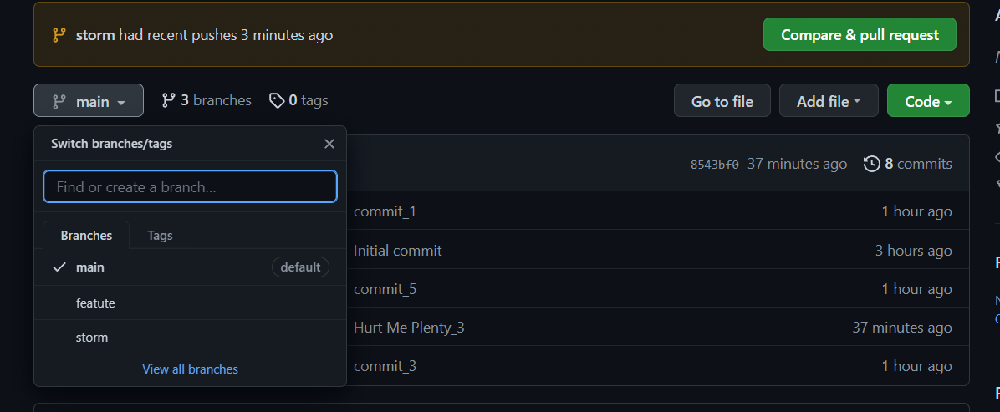 storm had recent pushes 3 minutes ago
Compare & pull request
main
3 branches
0 tags
Go to file
Add file
Code
Switch branches/tags
Find or create a branch...
Branches
Tags
main
default
featute
storm
View all branches
8543bf0 37 minutes ago
8 commits
commit_1
1 hour ago
Initial commit
3 hours ago
commit_5
1 hour ago
Hurt Me Plenty_3
37 minutes ago
commit_3
1 hour ago